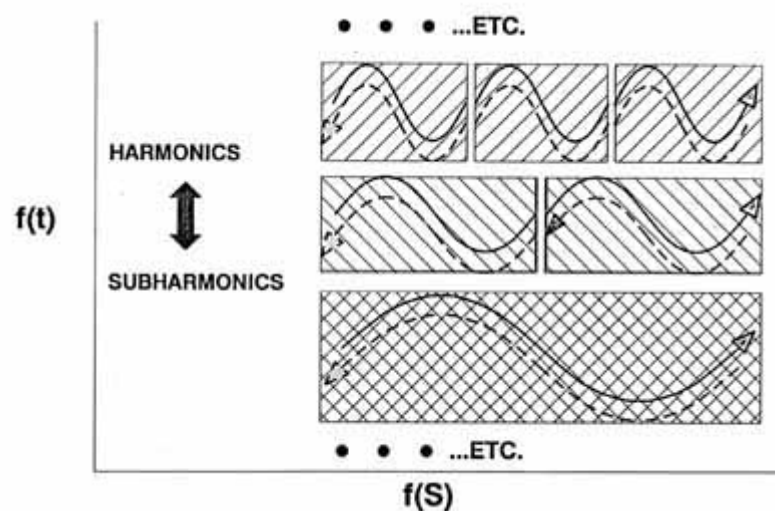 ● ● ● ...ETC.
HARMONICS
f(t)
SUBHARMONICS
● ● ● ...ETC.
f(S)